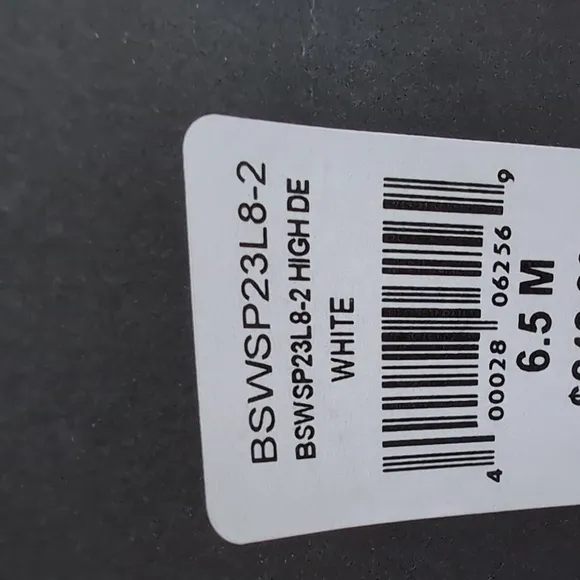 BSWSP23L8-2
BSWSP23L8-2 HIGH DE
WHITE
4 00028 06256 9
6.5 M